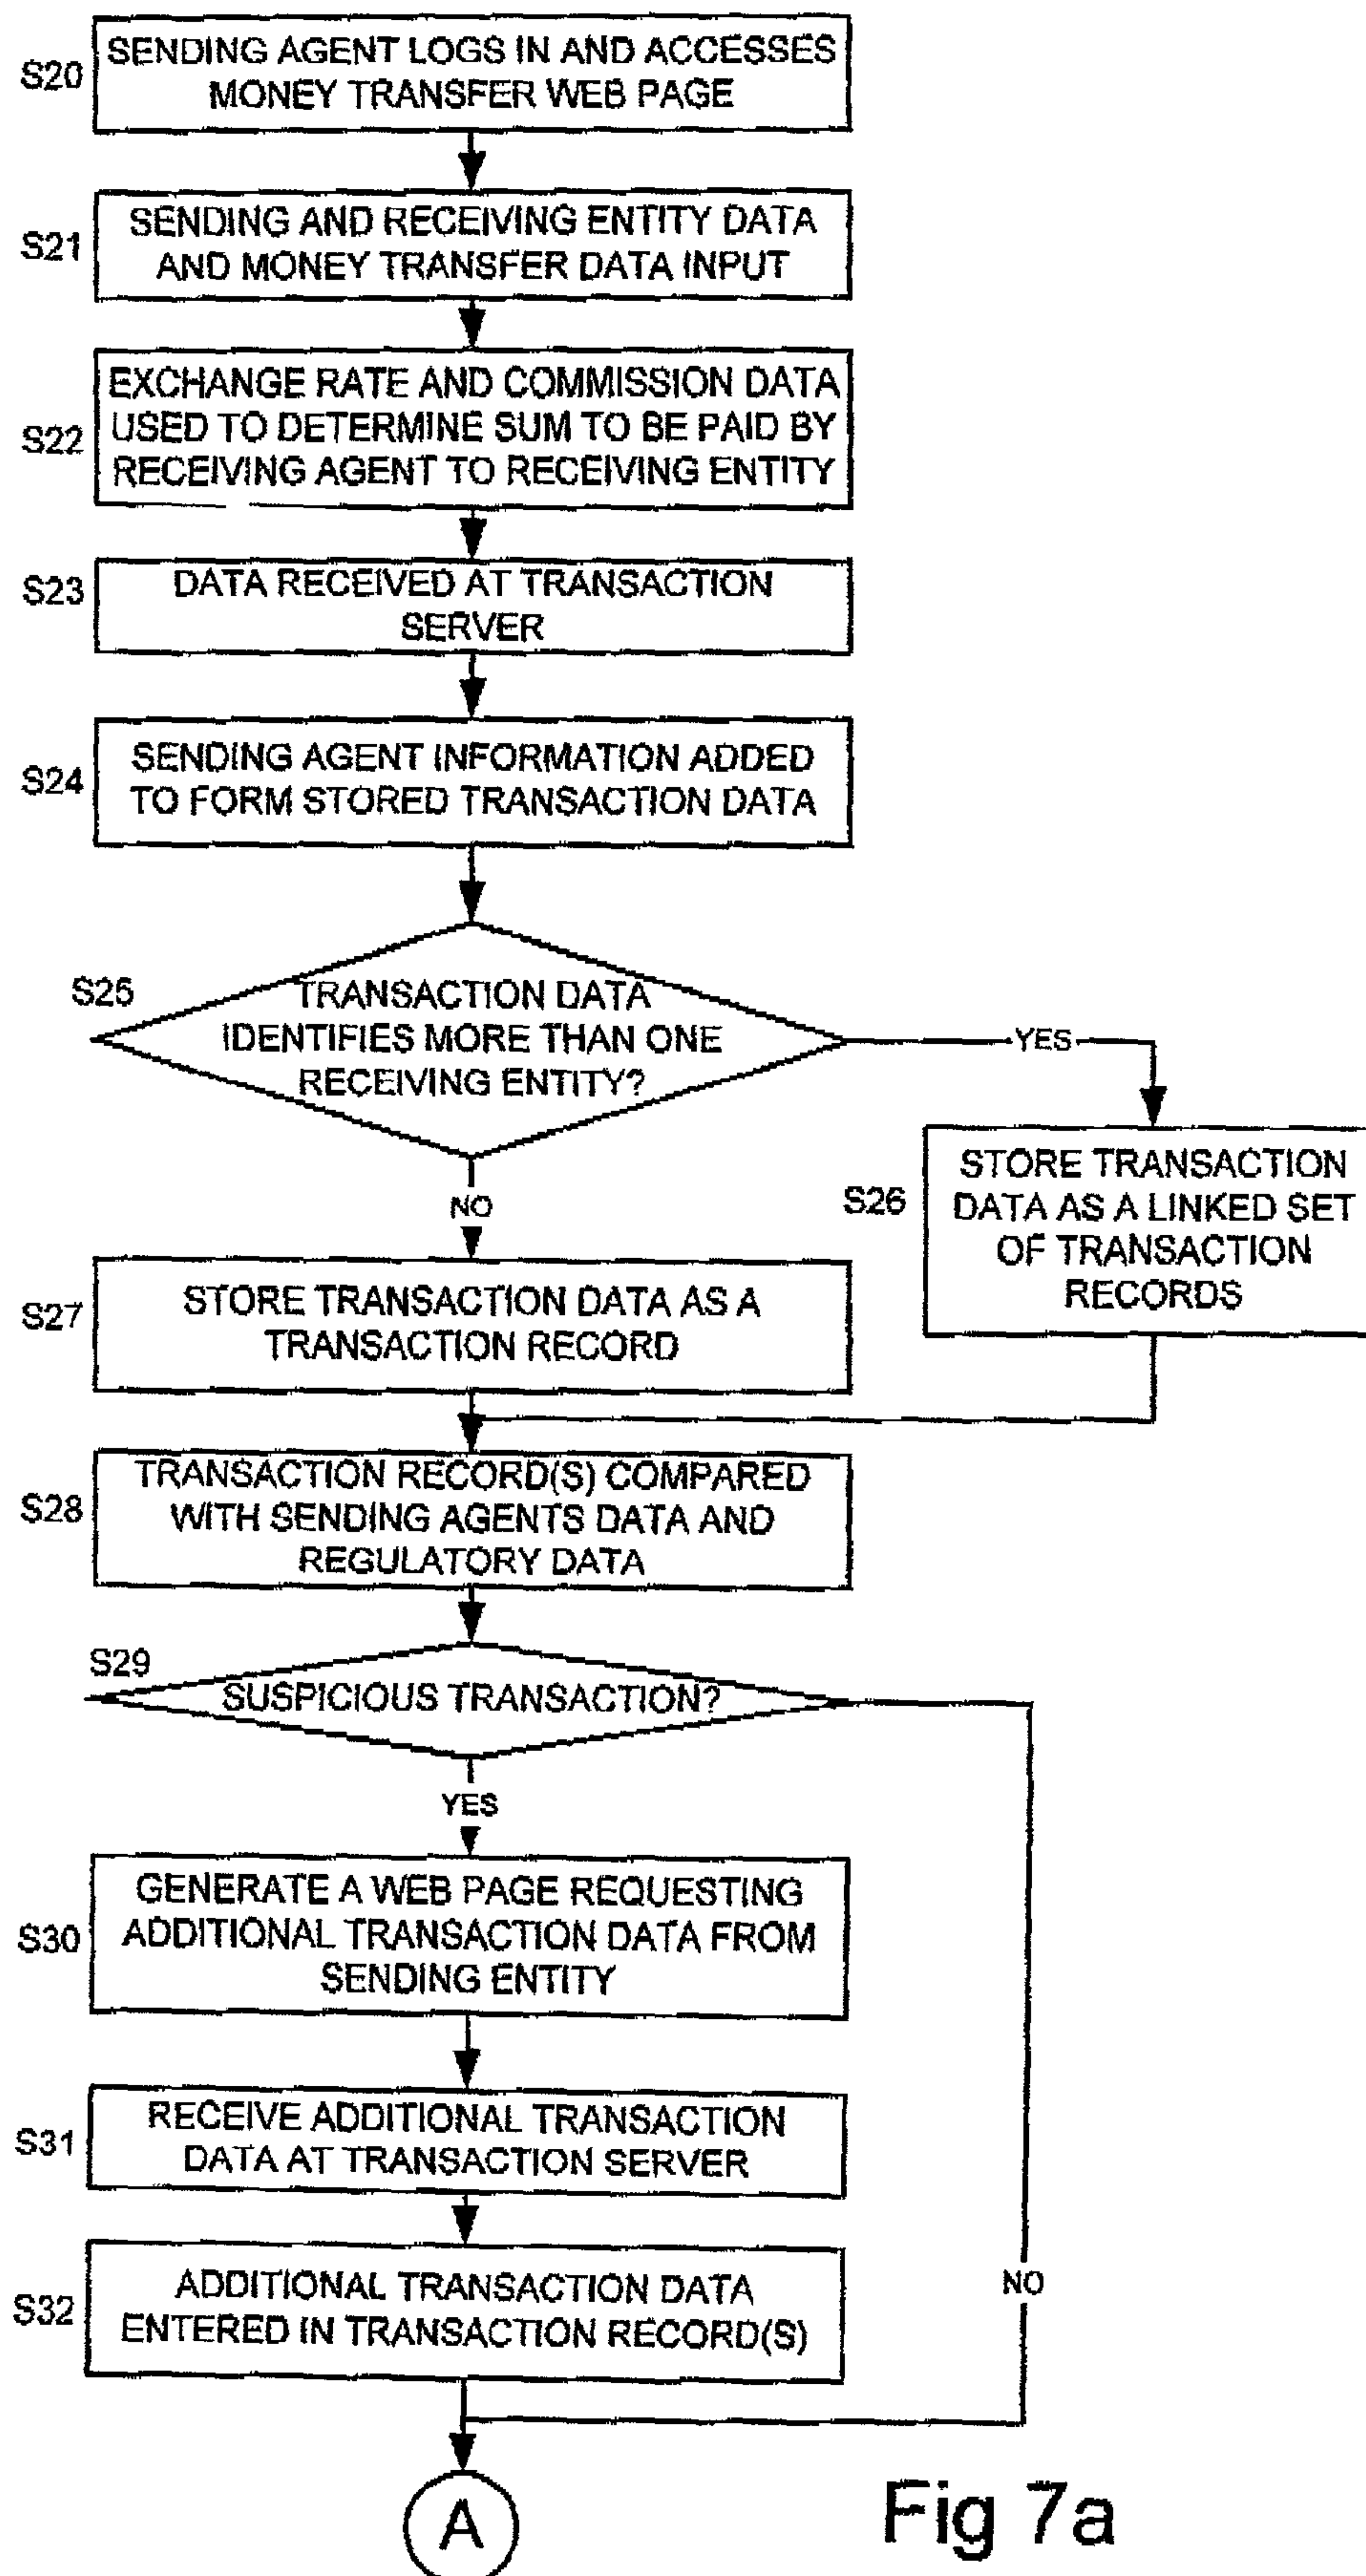 S20
SENDING AGENT LOGS IN AND ACCESSES
MONEY TRANSFER WEB PAGE
S21
SENDING AND RECEIVING ENTITY DATA
AND MONEY TRANSFER DATA INPUT
S22
EXCHANGE RATE AND COMMISSION DATA
USED TO DETERMINE SUM TO BE PAID BY
RECEIVING AGENT TO RECEIVING ENTITY
S23
DATA RECEIVED AT TRANSACTION
SERVER
S24
SENDING AGENT INFORMATION ADDED
TO FORM STORED TRANSACTION DATA
S25
TRANSACTION DATA
IDENTIFIES MORE THAN ONE
RECEIVING ENTITY?
YES
NO
S26
STORE TRANSACTION
DATA AS A LINKED SET
OF TRANSACTION
RECORDS
S27
STORE TRANSACTION DATA AS A
TRANSACTION RECORD
S28
TRANSACTION RECORD(S) COMPARED
WITH SENDING AGENTS DATA AND
REGULATORY DATA
S29
SUSPICIOUS TRANSACTION?
YES
S30
GENERATE A WEB PAGE REQUESTING
ADDITIONAL TRANSACTION DATA FROM
SENDING ENTITY
S31
RECEIVE ADDITIONAL TRANSACTION
DATA AT TRANSACTION SERVER
NO
S32
ADDITIONAL TRANSACTION DATA
ENTERED IN TRANSACTION RECORD(S)
A
Fig 7a